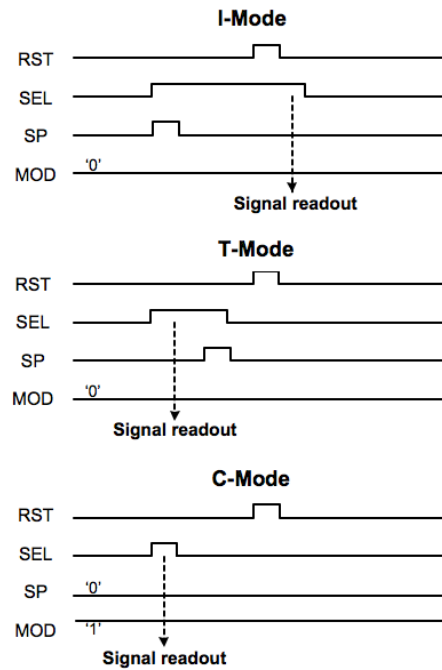 I-Mode
RST
SEL
SP
MOD '0'
Signal readout
T-Mode
RST
SEL
SP
MOD '0'
Signal readout
C-Mode
RST
SEL
SP '0'
MOD '1'
Signal readout